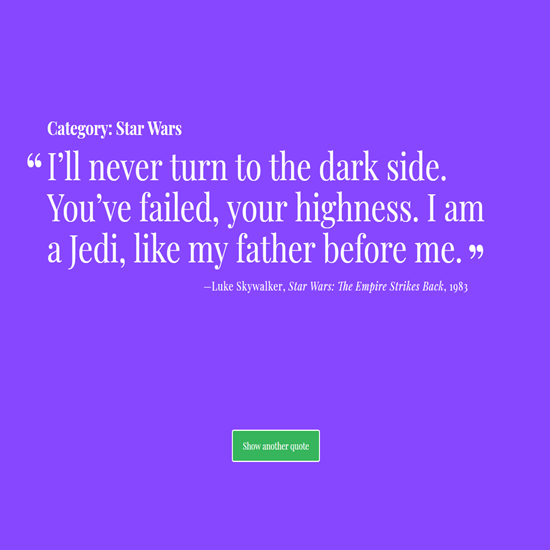 Category: Star Wars
“I’ll never turn to the dark side.
You’ve failed, your highness. I am
a Jedi, like my father before me.”
—Luke Skywalker, Star Wars: The Empire Strikes Back, 1983
Show another quote